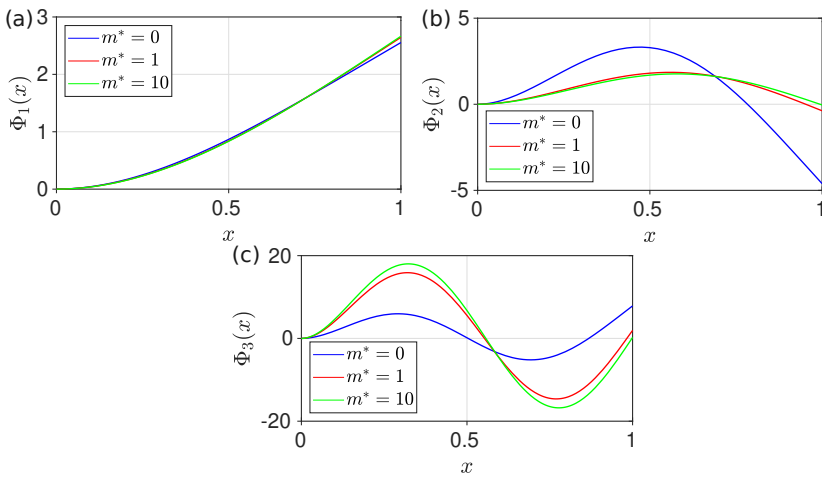 (a)
3
2
1
0
Φ₁(x)
m* = 0
m* = 1
m* = 10
0
0.5
1
x
(b)
5
0
-5
Φ₂(x)
m* = 0
m* = 1
m* = 10
0
0.5
1
x
(c)
20
0
-20
Φ₃(x)
m* = 0
m* = 1
m* = 10
0
0.5
1
x